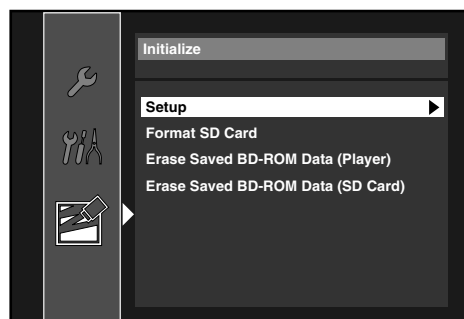 Initialize
Setup
Format SD Card
Erase Saved BD-ROM Data (Player)
Erase Saved BD-ROM Data (SD Card)